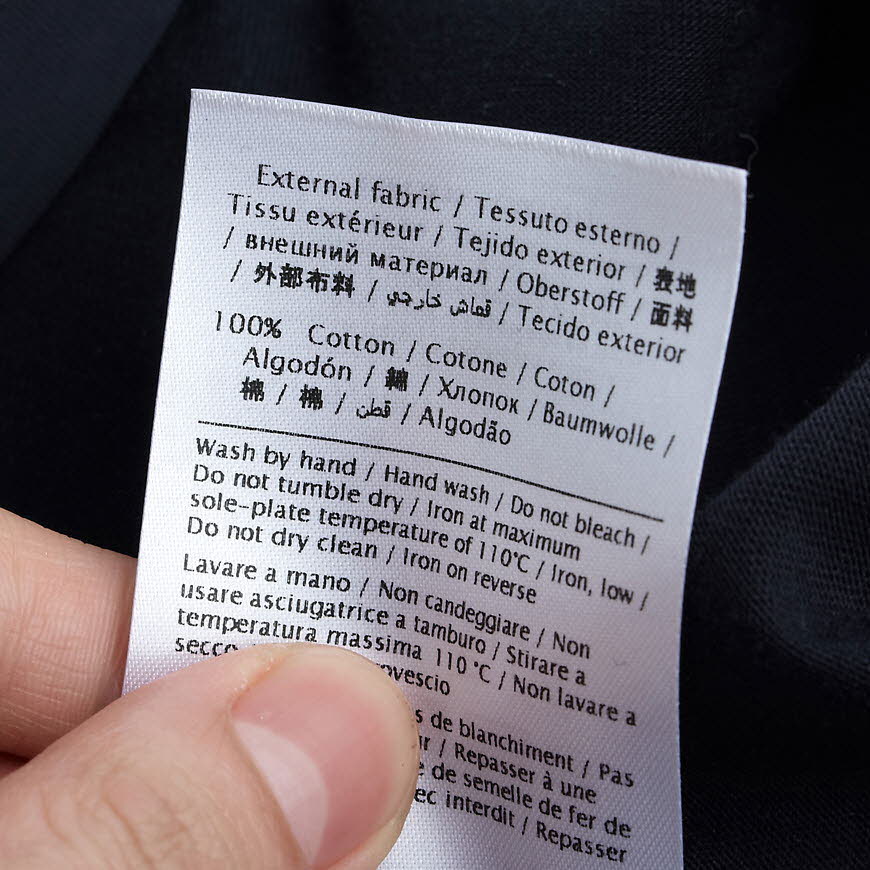 External fabric / Tessuto esterno /
Tissu extérieur / Tejido exterior / 表地
/ внешний материал / Oberstoff / 面料
/ 外部布料 / قماش خارجي / Tecido exterior
100% Cotton / Cotone / Coton /
Algodón / 綿 / Хлопок / Baumwolle /
棉 / 棉 / قطن / Algodão
Wash by hand / Hand wash / Do not bleach /
Do not tumble dry / Iron at maximum
sole-plate temperature of 110°C / Iron, low /
Do not dry clean / Iron on reverse
Lavare a mano / Non candeggiare / Non
usare asciugatrice a tamburo / Stirare a
temperatura massima 110 °C / Non lavare a
secco
de blanchiment / Pas
/ Repasser à une
de semelle de fer de
interdit / Repasser